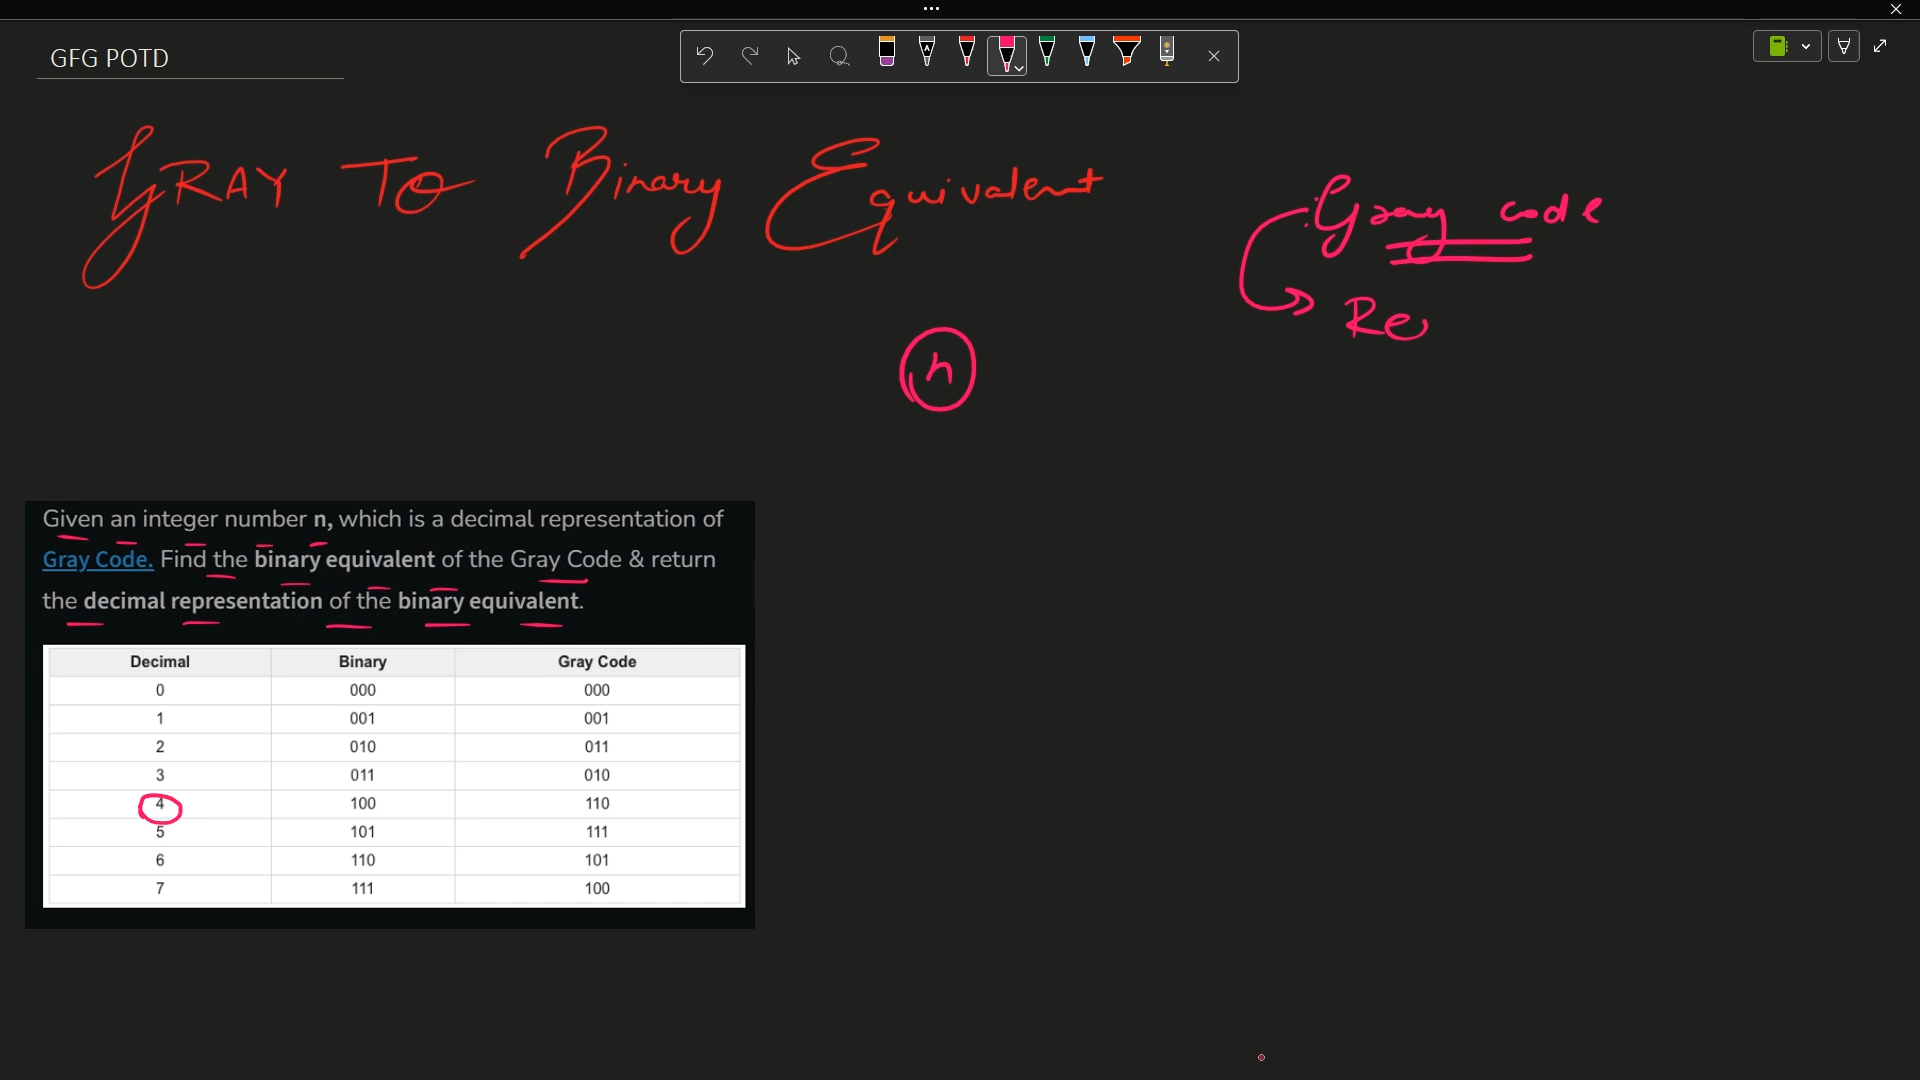 GFG POTD
GRAY TO Binary Equivalent
Gray code
Re
n
Given an integer number n, which is a decimal representation of
Gray Code. Find the binary equivalent of the Gray Code & return
the decimal representation of the binary equivalent.
Decimal Binary Gray Code
0 000 000
1 001 001
2 010 011
3 011 010
4 100 110
5 101 111
6 110 101
7 111 100